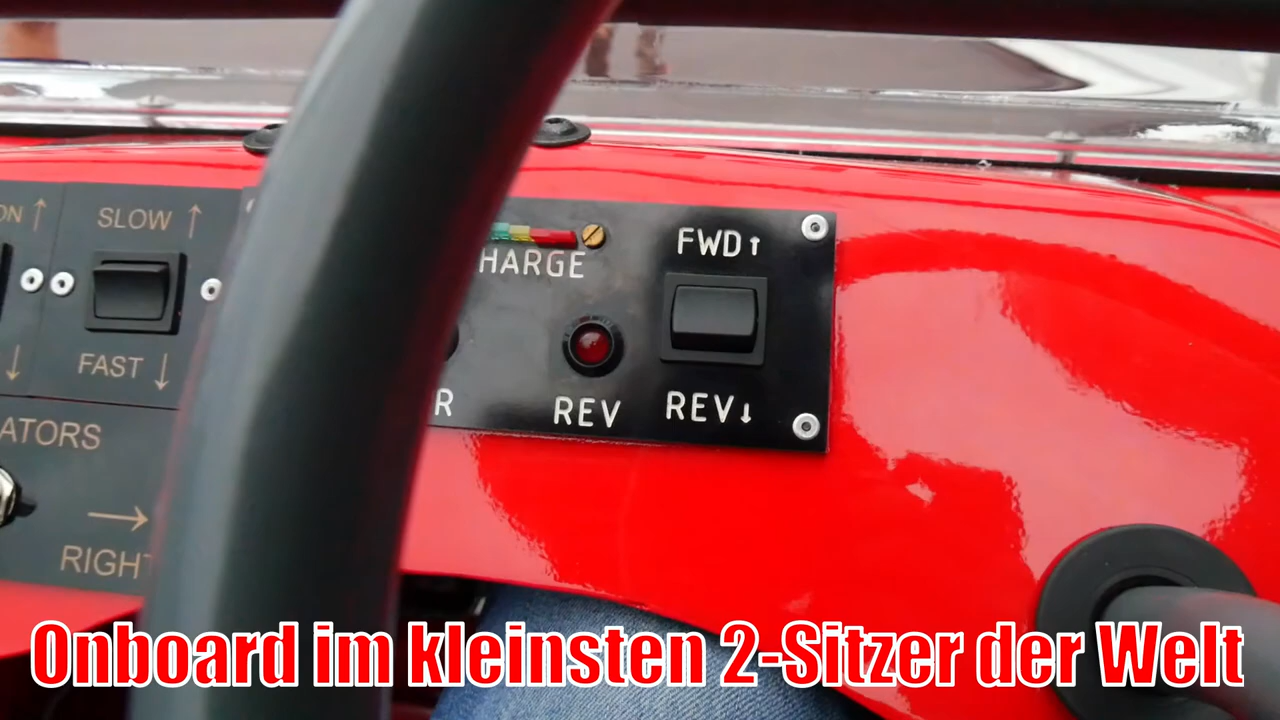 ON ↑
SLOW ↑
FAST ↓
↓
ATORS
→
RIGHT
HARGE
R
REV
FWD↑
REV↓
Onboard im kleinsten 2-Sitzer der Welt